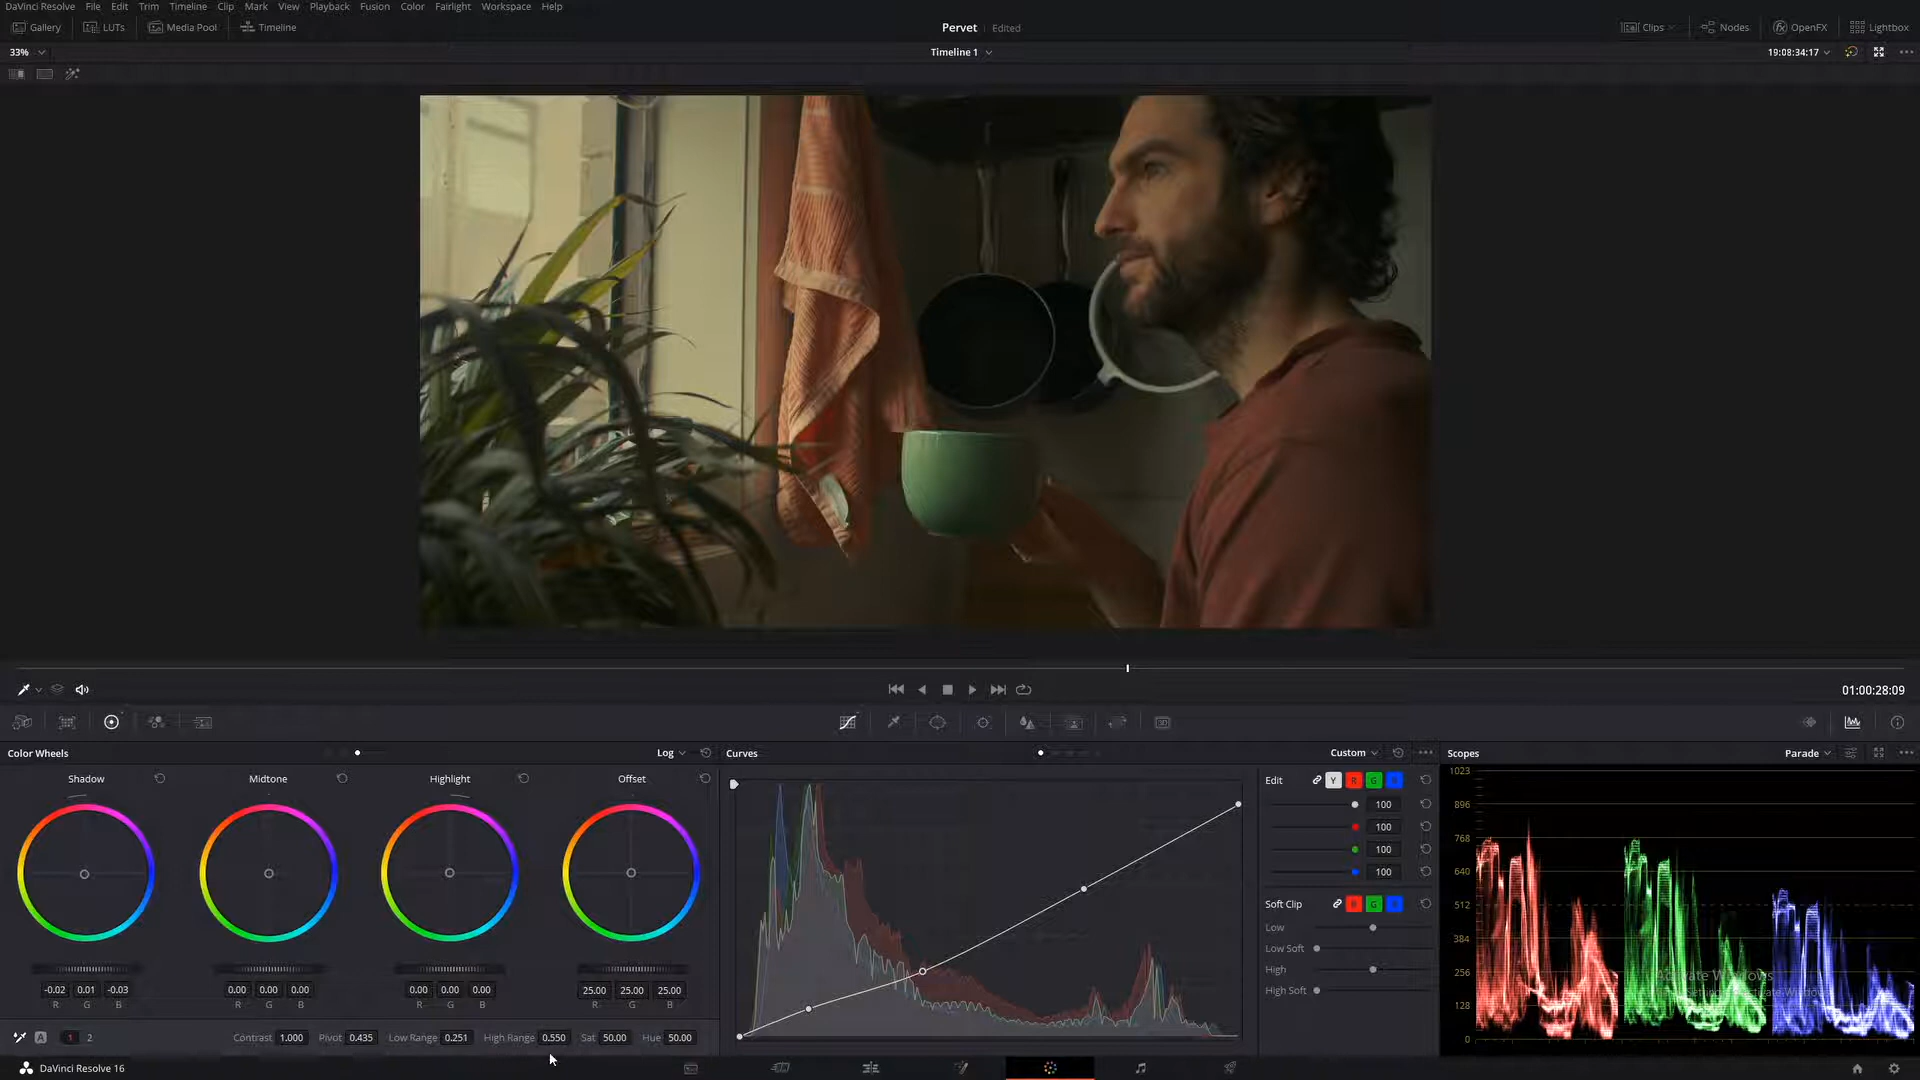 DaVinci Resolve File Edit Trim Timeline Clip Mark View Playback Fusion Color Fairlight Workspace Help
Gallery LUTs Media Pool Timeline Pervet Edited Clips Nodes OpenFX Lightbox
33% Timeline 1 19:08:34:17
01:00:28:09
Color Wheels Log Curves Custom Scopes Parade
Shadow Midtone Highlight Offset Edit Y R G B
1023
896
100
768
100
640
100
512
100
384
256
128
0
Soft Clip R G B
Low
Low Soft
High
High Soft
Activate Windows
-0.02 0.01 -0.03 0.00 0.00 0.00 0.00 0.00 0.00 25.00 25.00 25.00
R G B R G B R G B R G B
A 1 2 Contrast 1.000 Pivot 0.435 Low Range 0.251 High Range 0.550 Sat 50.00 Hue 50.00
DaVinci Resolve 16